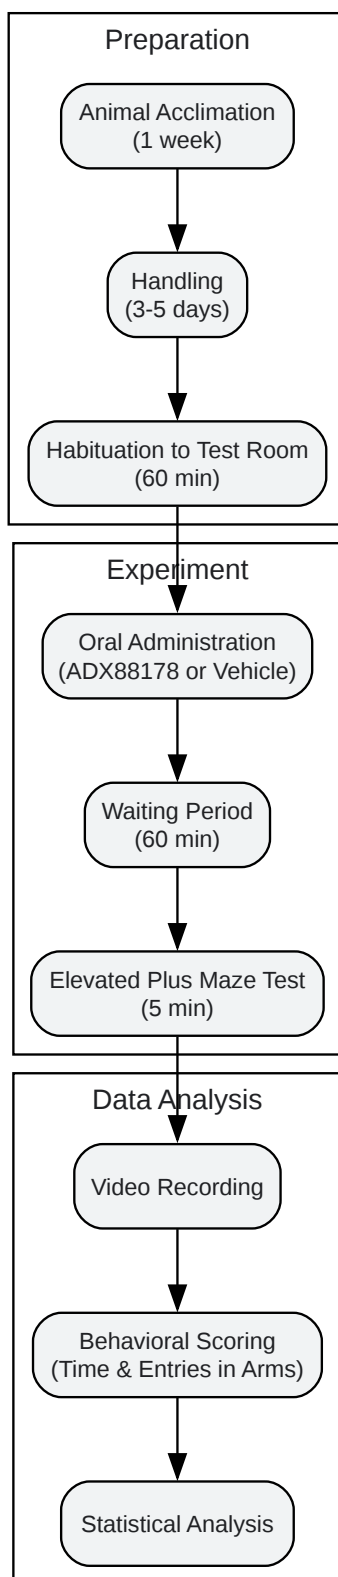 Preparation
Animal Acclimation
(1 week)
Handling
(3-5 days)
Habituation to Test Room
(60 min)
Experiment
Oral Administration
(ADX88178 or Vehicle)
Waiting Period
(60 min)
Elevated Plus Maze Test
(5 min)
Data Analysis
Video Recording
Behavioral Scoring
(Time & Entries in Arms)
Statistical Analysis